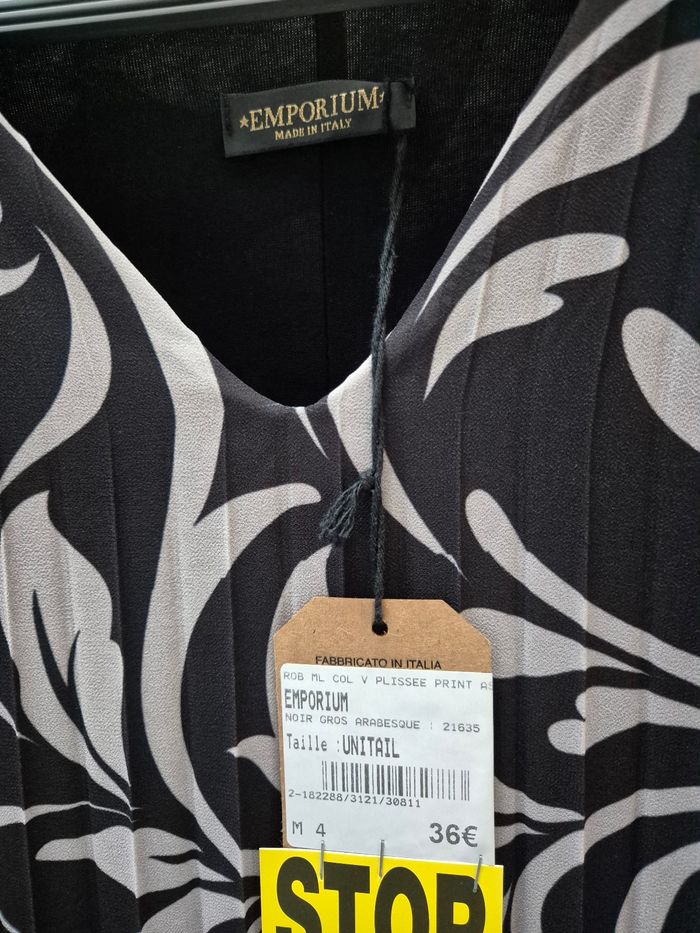 ★EMPORIUM★
MADE IN ITALY
FABBRICATO IN ITALIA
ROB ML COL V PLISSEE PRINT AS
EMPORIUM
NOIR GROS ARABESQUE : 21635
Taille : UNITAIL
2-182288/3121/30811
M 4 36€
STOP